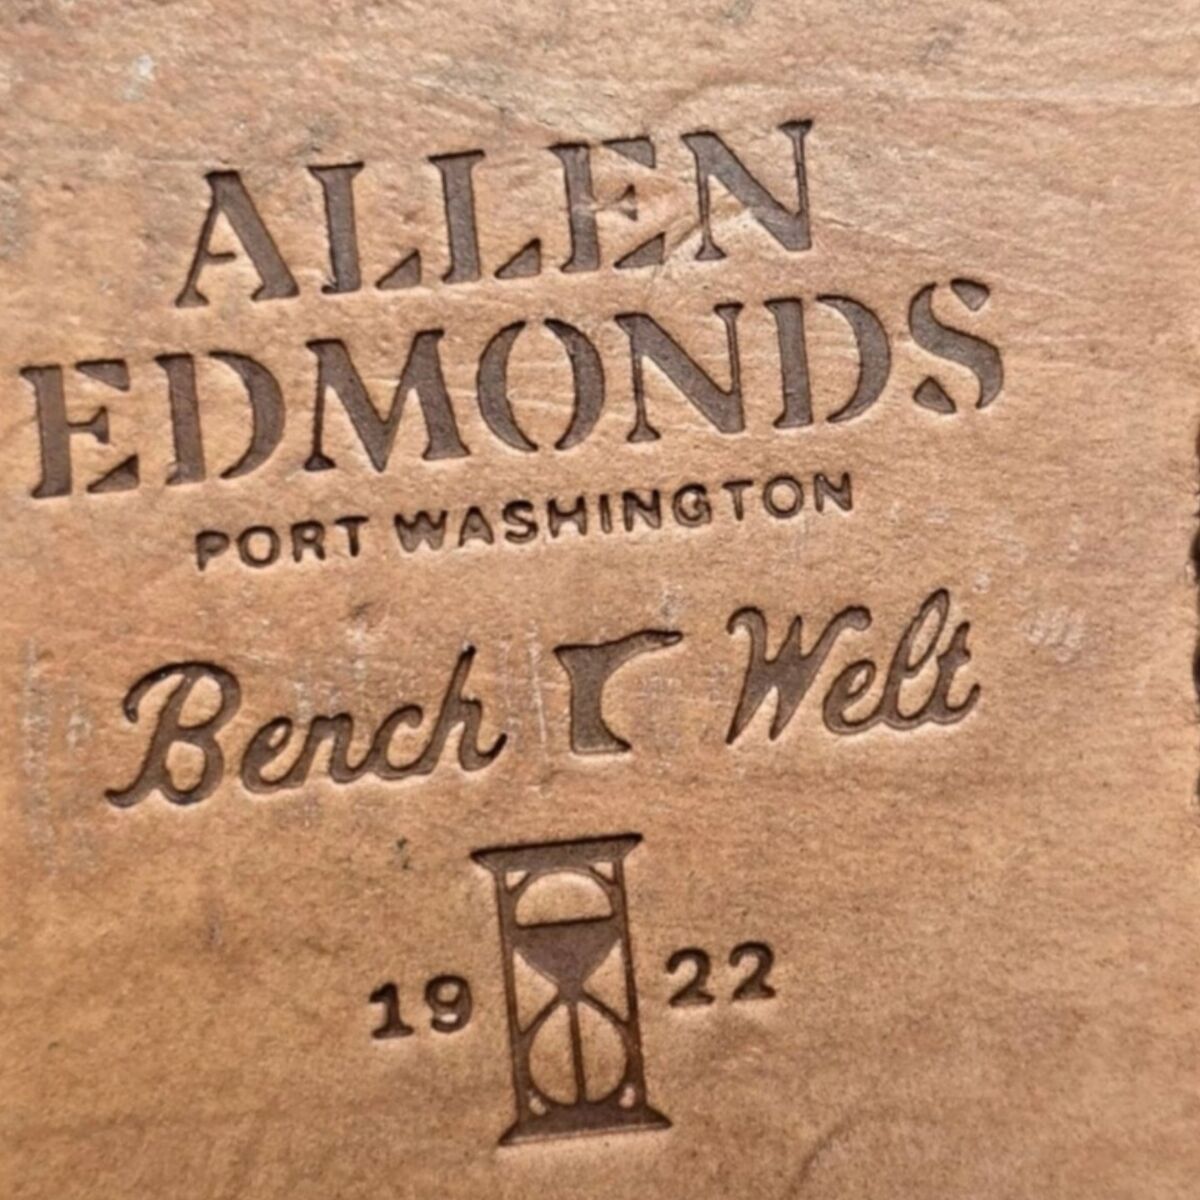 ALLEN
EDMONDS
PORT WASHINGTON
Bench Welt
19 22